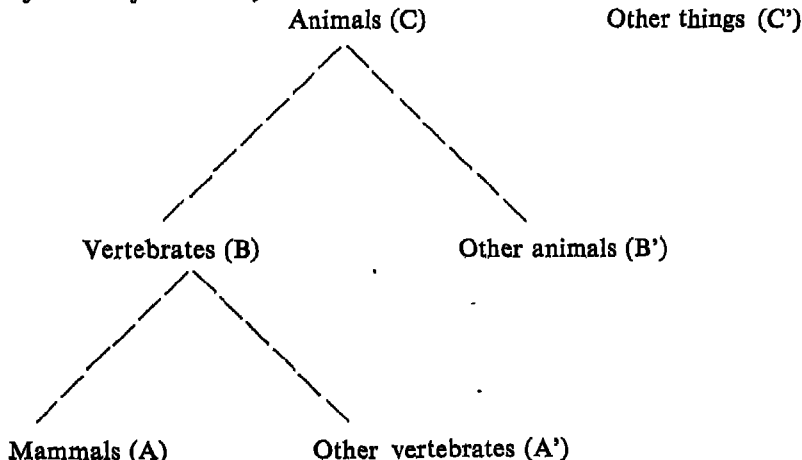 Animals (C) Other things (C')
Vertebrates (B) Other animals (B')
Mammals (A) Other vertebrates (A')